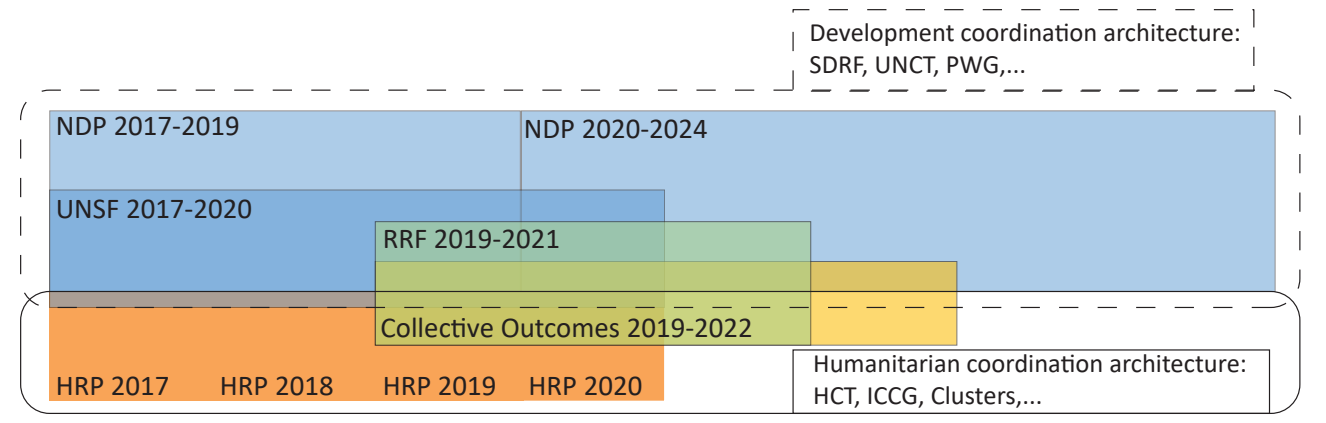 Development coordination architecture:
SDRF, UNCT, PWG,...
NDP 2017-2019
NDP 2020-2024
UNSF 2017-2020
RRF 2019-2021
Collective Outcomes 2019-2022
HRP 2017
HRP 2018
HRP 2019
HRP 2020
Humanitarian coordination architecture:
HCT, ICCG, Clusters,...